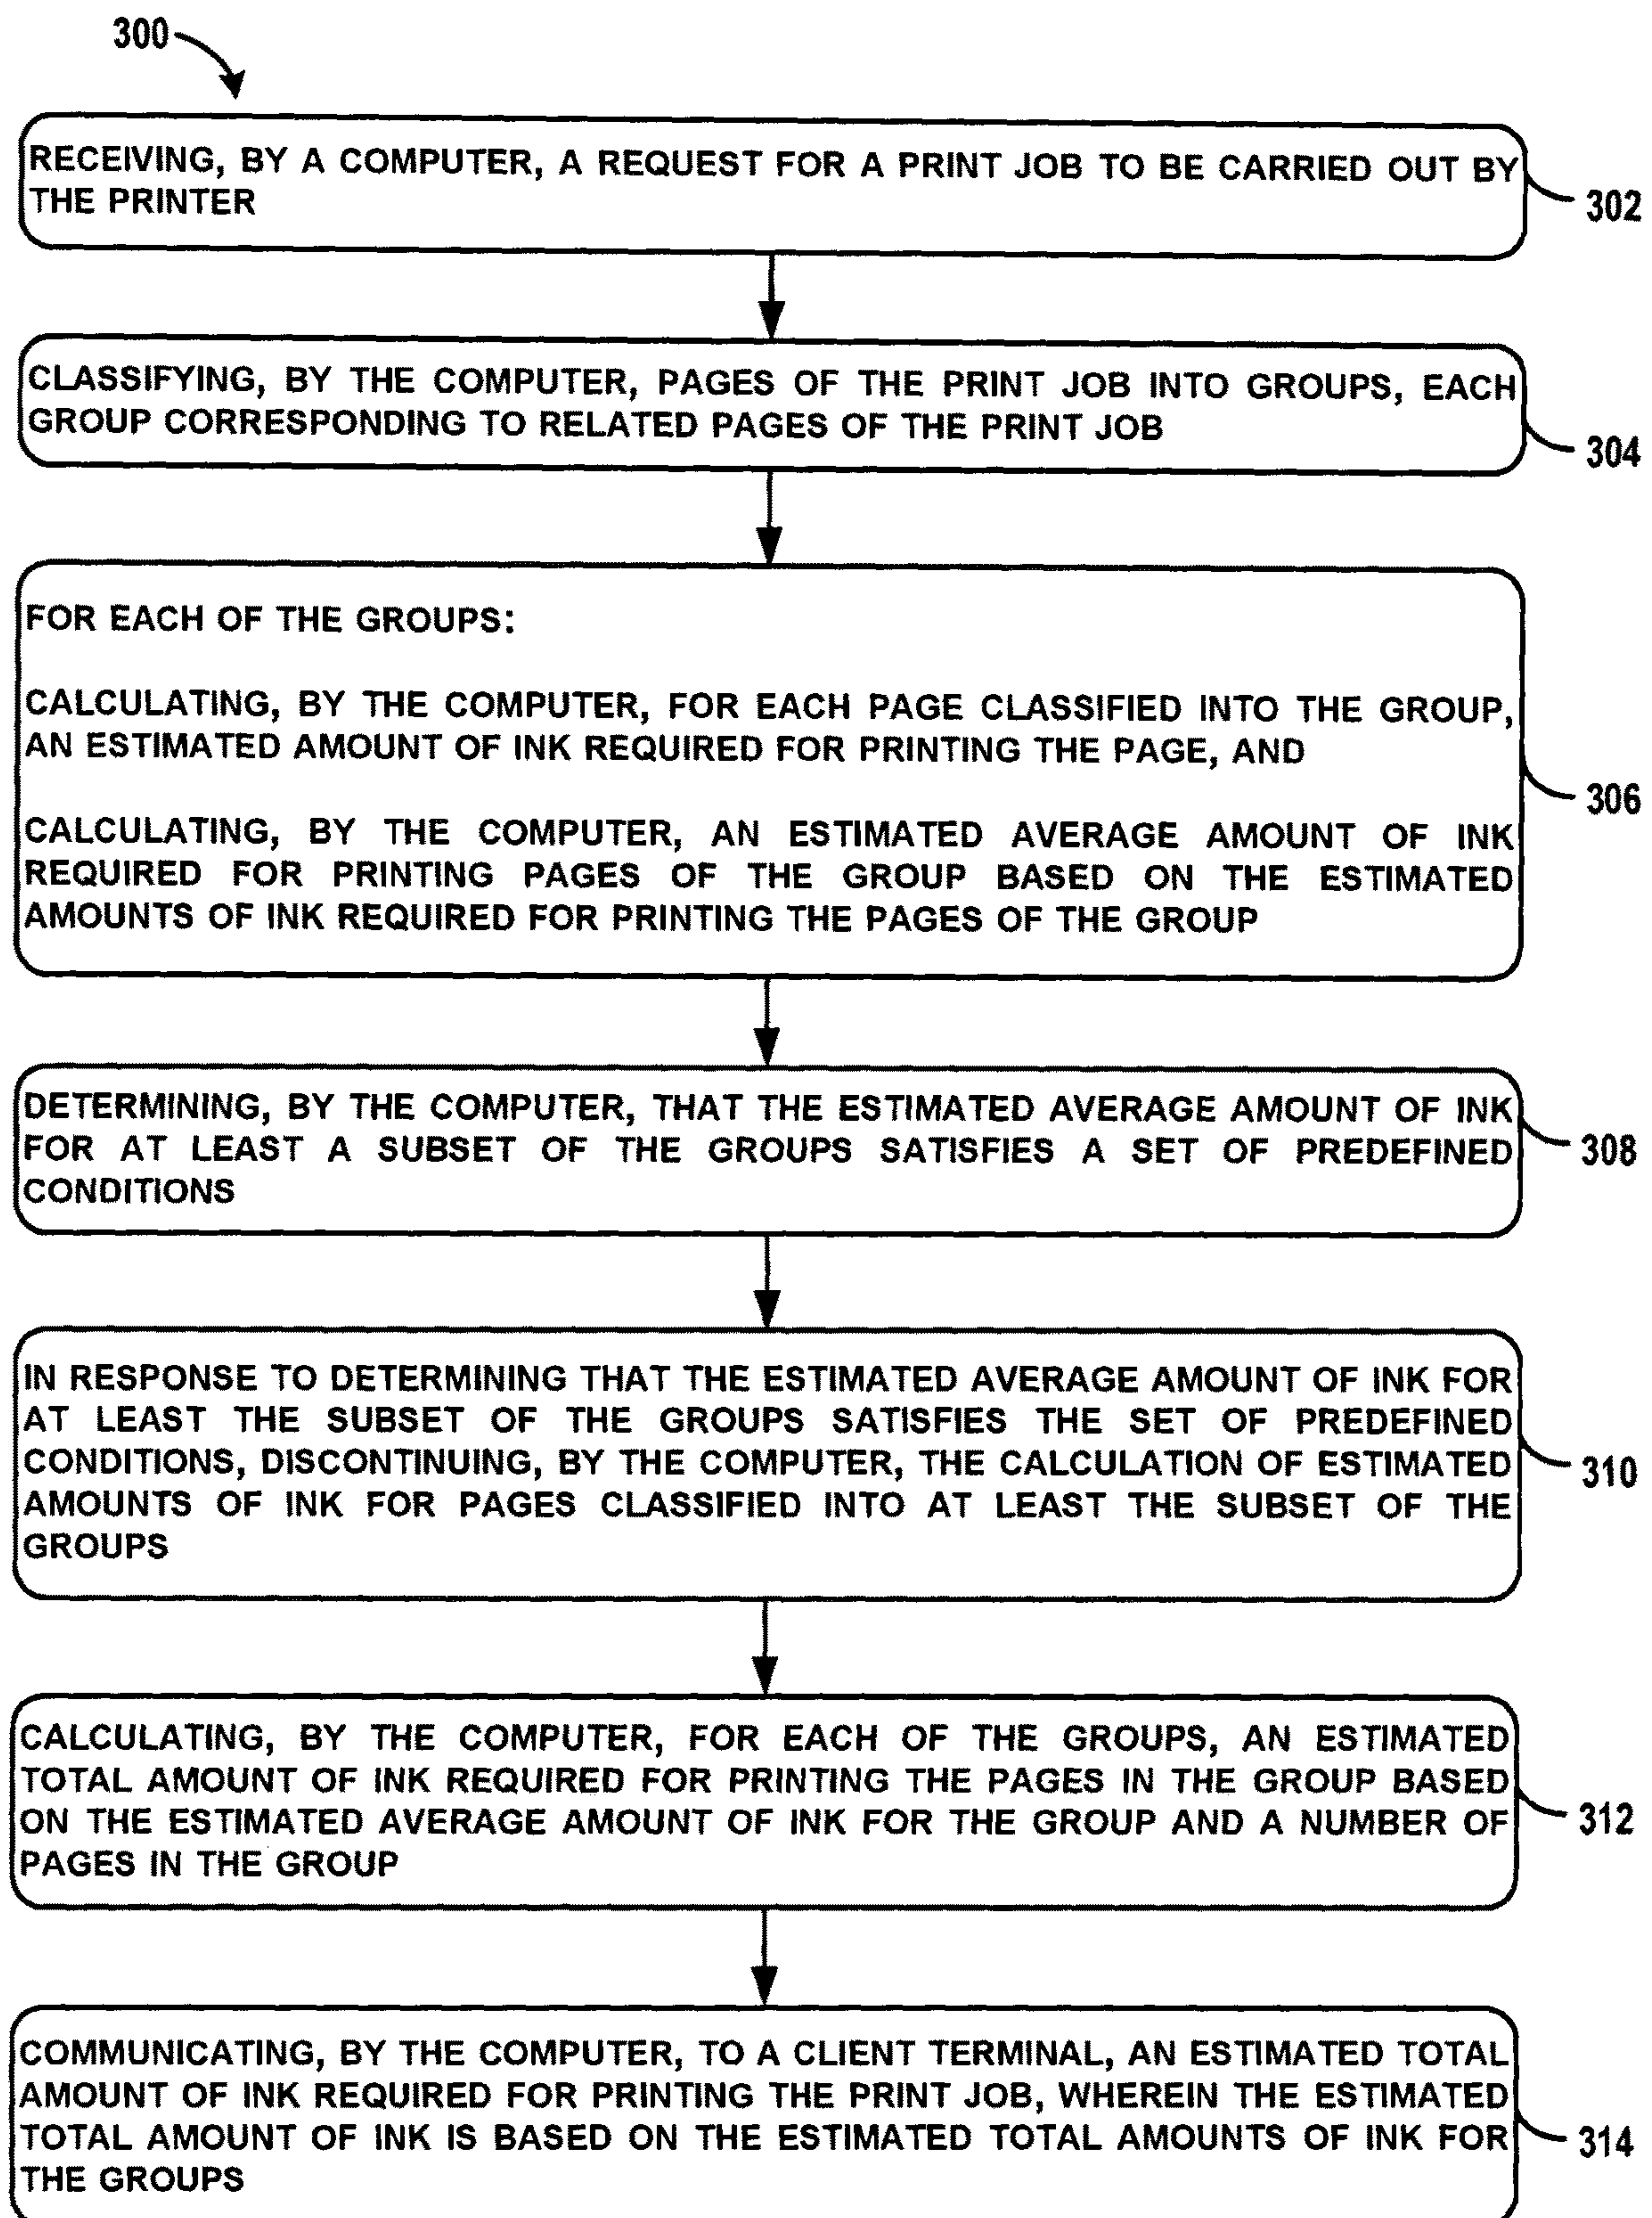 300
RECEIVING, BY A COMPUTER, A REQUEST FOR A PRINT JOB TO BE CARRIED OUT BY
THE PRINTER
302
CLASSIFYING, BY THE COMPUTER, PAGES OF THE PRINT JOB INTO GROUPS, EACH
GROUP CORRESPONDING TO RELATED PAGES OF THE PRINT JOB
304
FOR EACH OF THE GROUPS:
CALCULATING, BY THE COMPUTER, FOR EACH PAGE CLASSIFIED INTO THE GROUP,
AN ESTIMATED AMOUNT OF INK REQUIRED FOR PRINTING THE PAGE, AND
CALCULATING, BY THE COMPUTER, AN ESTIMATED AVERAGE AMOUNT OF INK
REQUIRED FOR PRINTING PAGES OF THE GROUP BASED ON THE ESTIMATED
AMOUNTS OF INK REQUIRED FOR PRINTING THE PAGES OF THE GROUP
306
DETERMINING, BY THE COMPUTER, THAT THE ESTIMATED AVERAGE AMOUNT OF INK
FOR AT LEAST A SUBSET OF THE GROUPS SATISFIES A SET OF PREDEFINED
CONDITIONS
308
IN RESPONSE TO DETERMINING THAT THE ESTIMATED AVERAGE AMOUNT OF INK FOR
AT LEAST THE SUBSET OF THE GROUPS SATISFIES THE SET OF PREDEFINED
CONDITIONS, DISCONTINUING, BY THE COMPUTER, THE CALCULATION OF ESTIMATED
AMOUNTS OF INK FOR PAGES CLASSIFIED INTO AT LEAST THE SUBSET OF THE
GROUPS
310
CALCULATING, BY THE COMPUTER, FOR EACH OF THE GROUPS, AN ESTIMATED
TOTAL AMOUNT OF INK REQUIRED FOR PRINTING THE PAGES IN THE GROUP BASED
ON THE ESTIMATED AVERAGE AMOUNT OF INK FOR THE GROUP AND A NUMBER OF
PAGES IN THE GROUP
312
COMMUNICATING, BY THE COMPUTER, TO A CLIENT TERMINAL, AN ESTIMATED TOTAL
AMOUNT OF INK REQUIRED FOR PRINTING THE PRINT JOB, WHEREIN THE ESTIMATED
TOTAL AMOUNT OF INK IS BASED ON THE ESTIMATED TOTAL AMOUNTS OF INK FOR
THE GROUPS
314